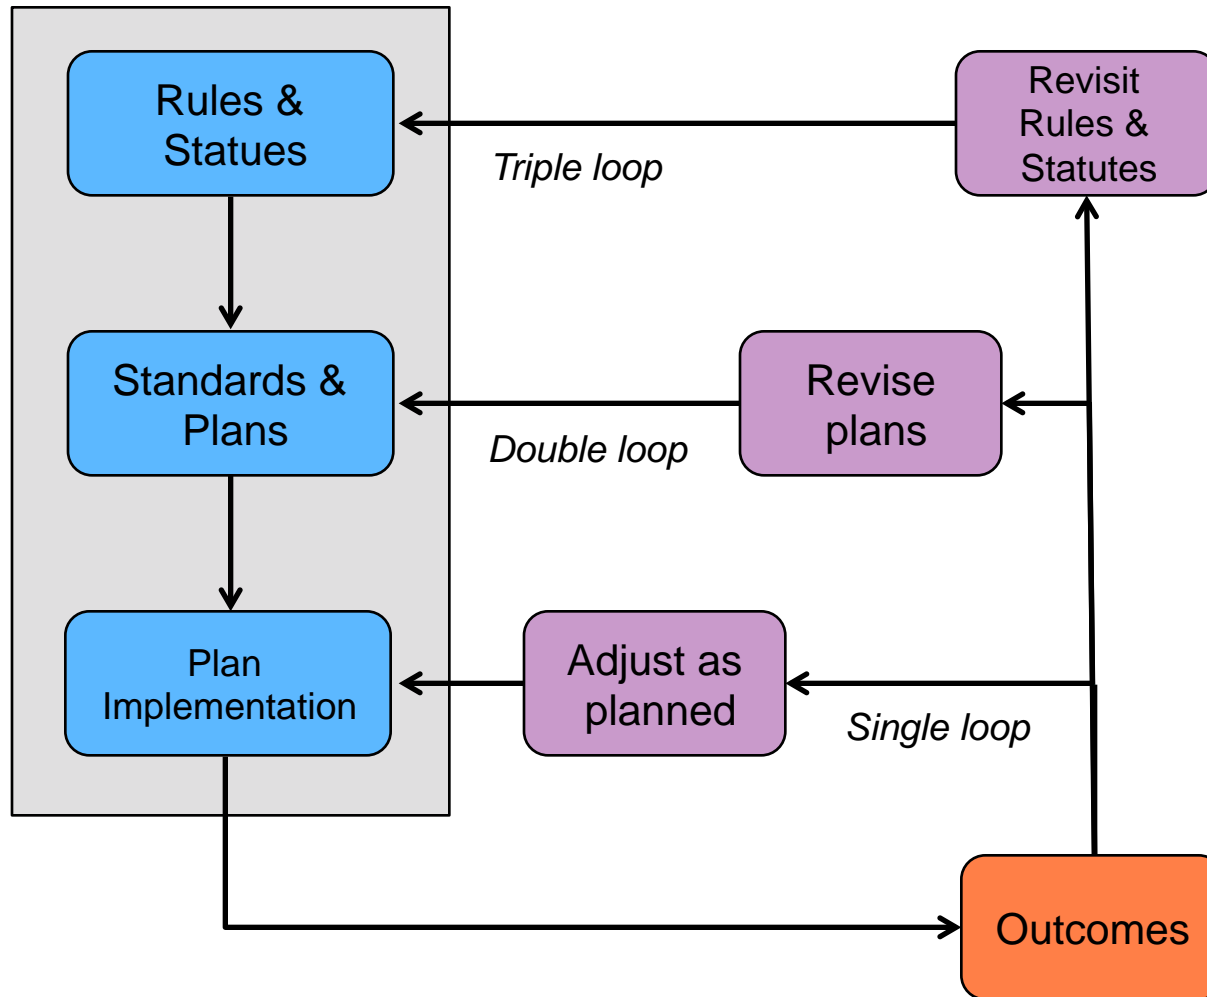 Rules &
Statues
Revisit
Rules &
Statutes
Triple loop
Standards &
Plans
Revise
plans
Double loop
Plan
Implementation
Adjust as
planned
Single loop
Outcomes